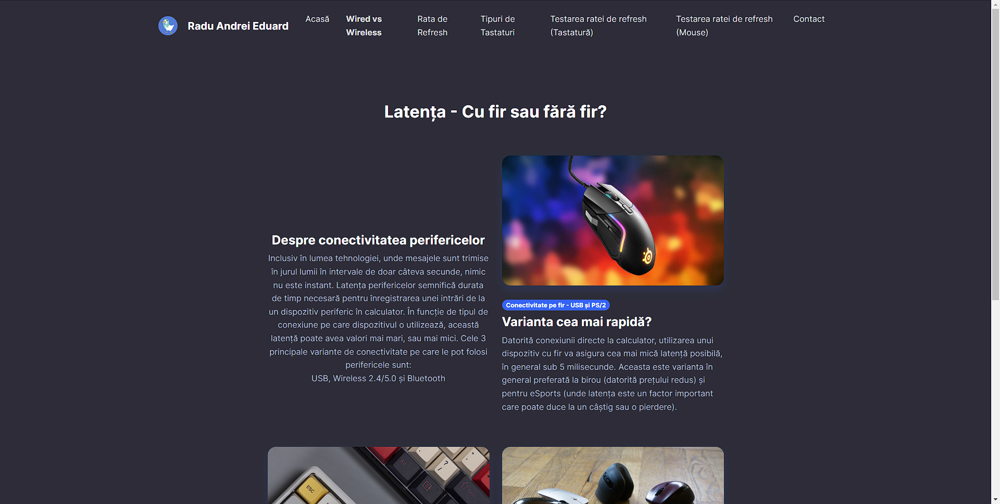 Radu Andrei Eduard
Acasă
Wired vs
Wireless
Rata de
Refresh
Tipuri de
Tastaturi
Testarea ratei de refresh
(Tastatură)
Testarea ratei de refresh
(Mouse)
Contact
Latența - Cu fir sau fără fir?
Despre conectivitatea perifericelor
Inclusiv în lumea tehnologiei, unde mesajele sunt trimise
în jurul lumii în intervale de doar câteva secunde, nimic
nu este instant. Latența perifericelor semnifică durata
de timp necesară pentru înregistrarea unei intrări de la
un dispozitiv periferic în calculator. În funcție de tipul de
conexiune pe care dispozitivul o utilizează, această
latență poate avea valori mai mari, sau mai mici. Cele 3
principale variante de conectivitate pe care le pot folosi
perifericele sunt:
USB, Wireless 2.4/5.0 și Bluetooth
Conectivitate pe fir - USB și PS/2
Varianta cea mai rapidă?
Datorită conexiunii directe la calculator, utilizarea unui
dispozitiv cu fir va asigura cea mai mică latență posibilă,
în general sub 5 milisecunde. Aceasta este varianta în
general preferată la birou (datorită prețului redus) și
pentru eSports (unde latența este un factor important
care poate duce la un câștig sau o pierdere).
Alt
?
/
ESC
Shift